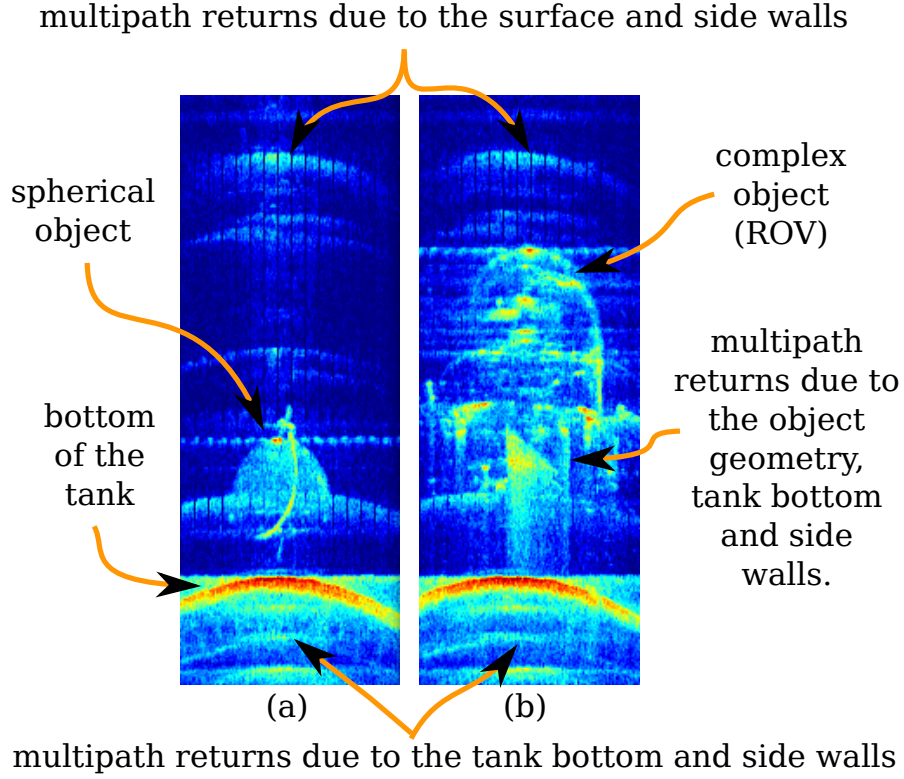 multipath returns due to the surface and side walls
spherical
object
complex
object
(ROV)
bottom
of the
tank
multipath
returns due to
the object
geometry,
tank bottom
and side
walls.
(a)
(b)
multipath returns due to the tank bottom and side walls